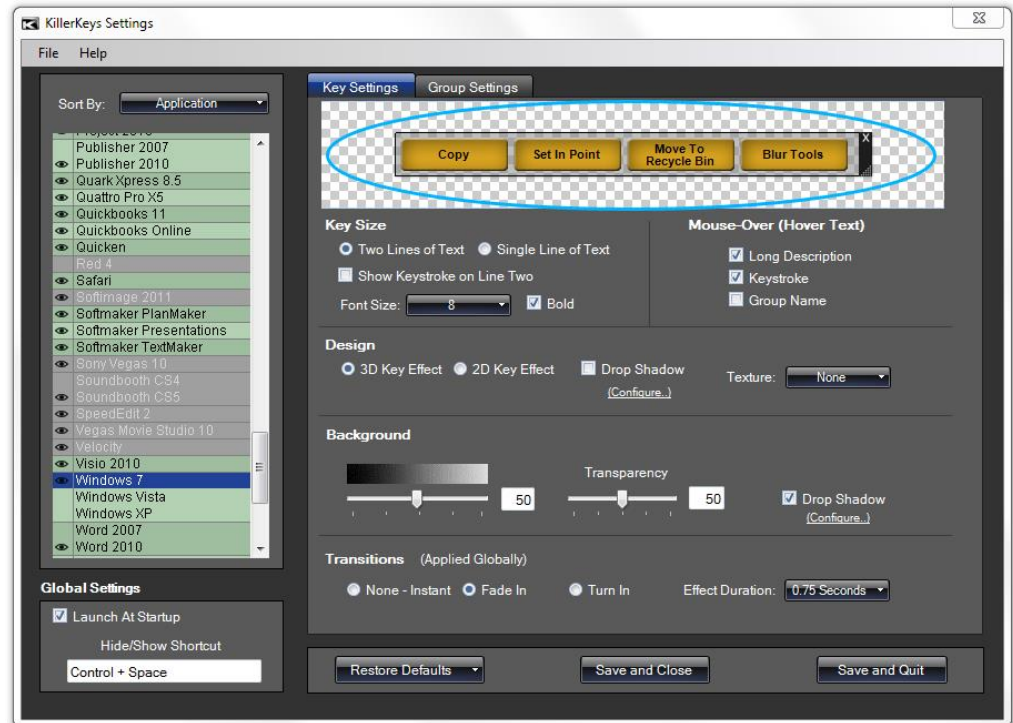 KillerKeys Settings
File Help
Sort By: Application
Publisher 2007
Publisher 2010
Quark Xpress 8.5
Quattro Pro X5
Quickbooks 11
Quickbooks Online
Quicken
Red 4
Safari
Softimage 2011
Softmaker PlanMaker
Softmaker Presentations
Softmaker TextMaker
Sony Vegas 10
Soundbooth CS4
Soundbooth CS5
SpeedEdit 2
Vegas Movie Studio 10
Velocity
Visio 2010
Windows 7
Windows Vista
Windows XP
Word 2007
Word 2010
Global Settings
Launch At Startup
Hide/Show Shortcut
Control + Space
Key Settings Group Settings
Copy
Set In Point
Move To
Recycle Bin
Blur Tools
X
Key Size
Two Lines of Text Single Line of Text
Show Keystroke on Line Two
Font Size: 8 Bold
Mouse-Over (Hover Text)
Long Description
Keystroke
Group Name
Design
3D Key Effect 2D Key Effect Drop Shadow
(Configure..)
Texture: None
Background
50
Transparency
50
Drop Shadow
(Configure..)
Transitions (Applied Globally)
None - Instant Fade In Turn In Effect Duration: 0.75 Seconds
Restore Defaults Save and Close Save and Quit